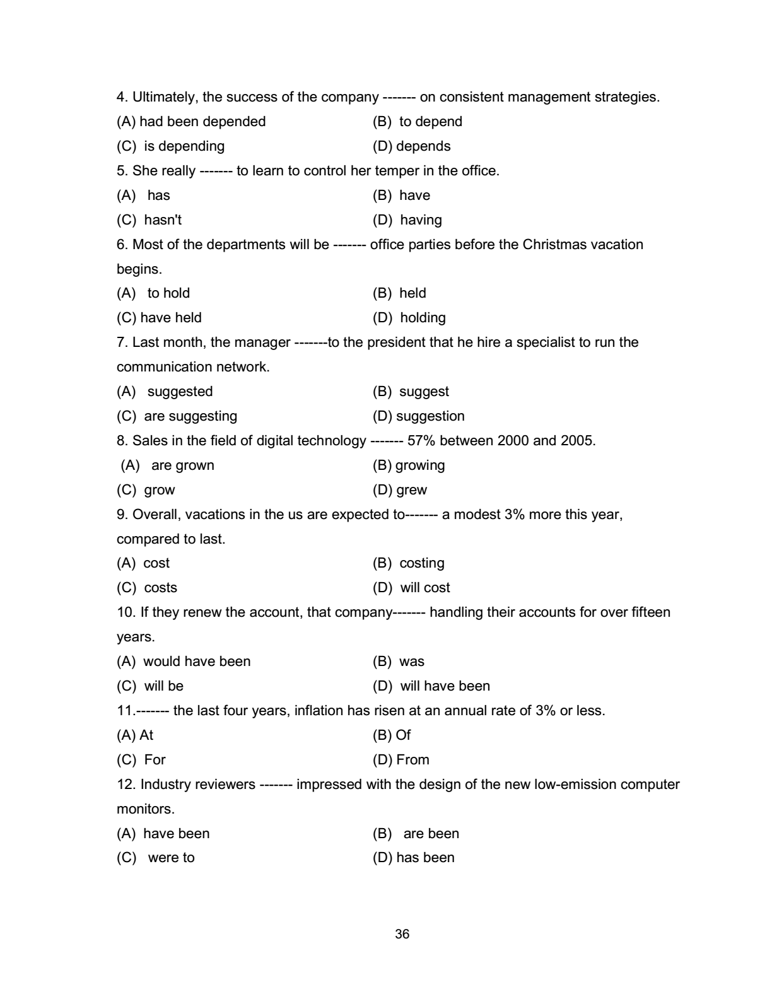 4. Ultimately, the success of the company ------- on consistent management strategies.
(A) had been depended (B) to depend
(C) is depending (D) depends
5. She really ------- to learn to control her temper in the office.
(A) has (B) have
(C) hasn't (D) having
6. Most of the departments will be ------- office parties before the Christmas vacation
begins.
(A) to hold (B) held
(C) have held (D) holding
7. Last month, the manager -------to the president that he hire a specialist to run the
communication network.
(A) suggested (B) suggest
(C) are suggesting (D) suggestion
8. Sales in the field of digital technology ------- 57% between 2000 and 2005.
(A) are grown (B) growing
(C) grow (D) grew
9. Overall, vacations in the us are expected to------- a modest 3% more this year,
compared to last.
(A) cost (B) costing
(C) costs (D) will cost
10. If they renew the account, that company------- handling their accounts for over fifteen
years.
(A) would have been (B) was
(C) will be (D) will have been
11.------- the last four years, inflation has risen at an annual rate of 3% or less.
(A) At (B) Of
(C) For (D) From
12. Industry reviewers ------- impressed with the design of the new low-emission computer
monitors.
(A) have been (B) are been
(C) were to (D) has been
36